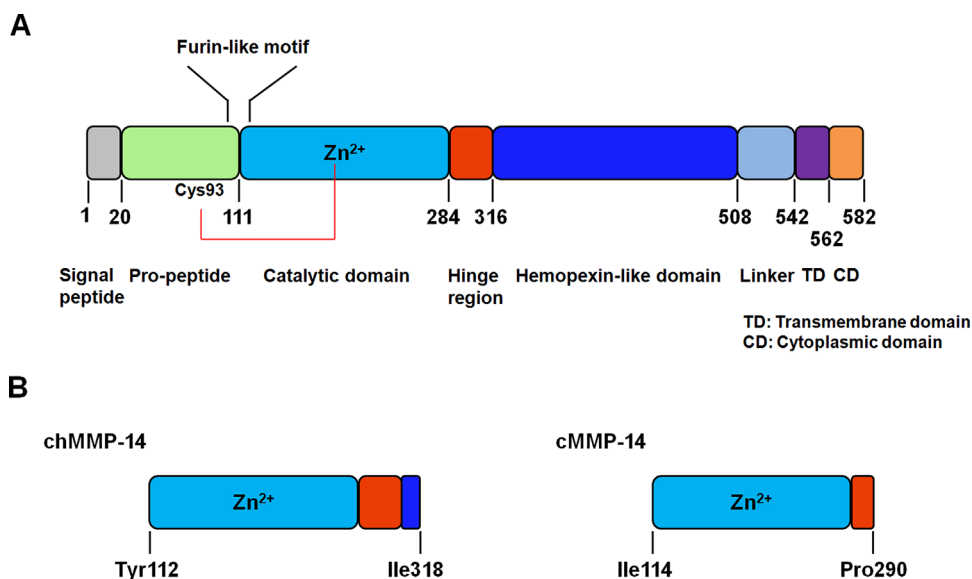 A
Furin-like motif
Zn²⁺
Cys93
1 20 111 284 316 508 542 582
562
Signal peptide
Pro-peptide
Catalytic domain
Hinge region
Hemopexin-like domain
Linker TD CD
TD: Transmembrane domain
CD: Cytoplasmic domain
B
chMMP-14
Zn²⁺
Tyr112 Ile318
cMMP-14
Zn²⁺
Ile114 Pro290